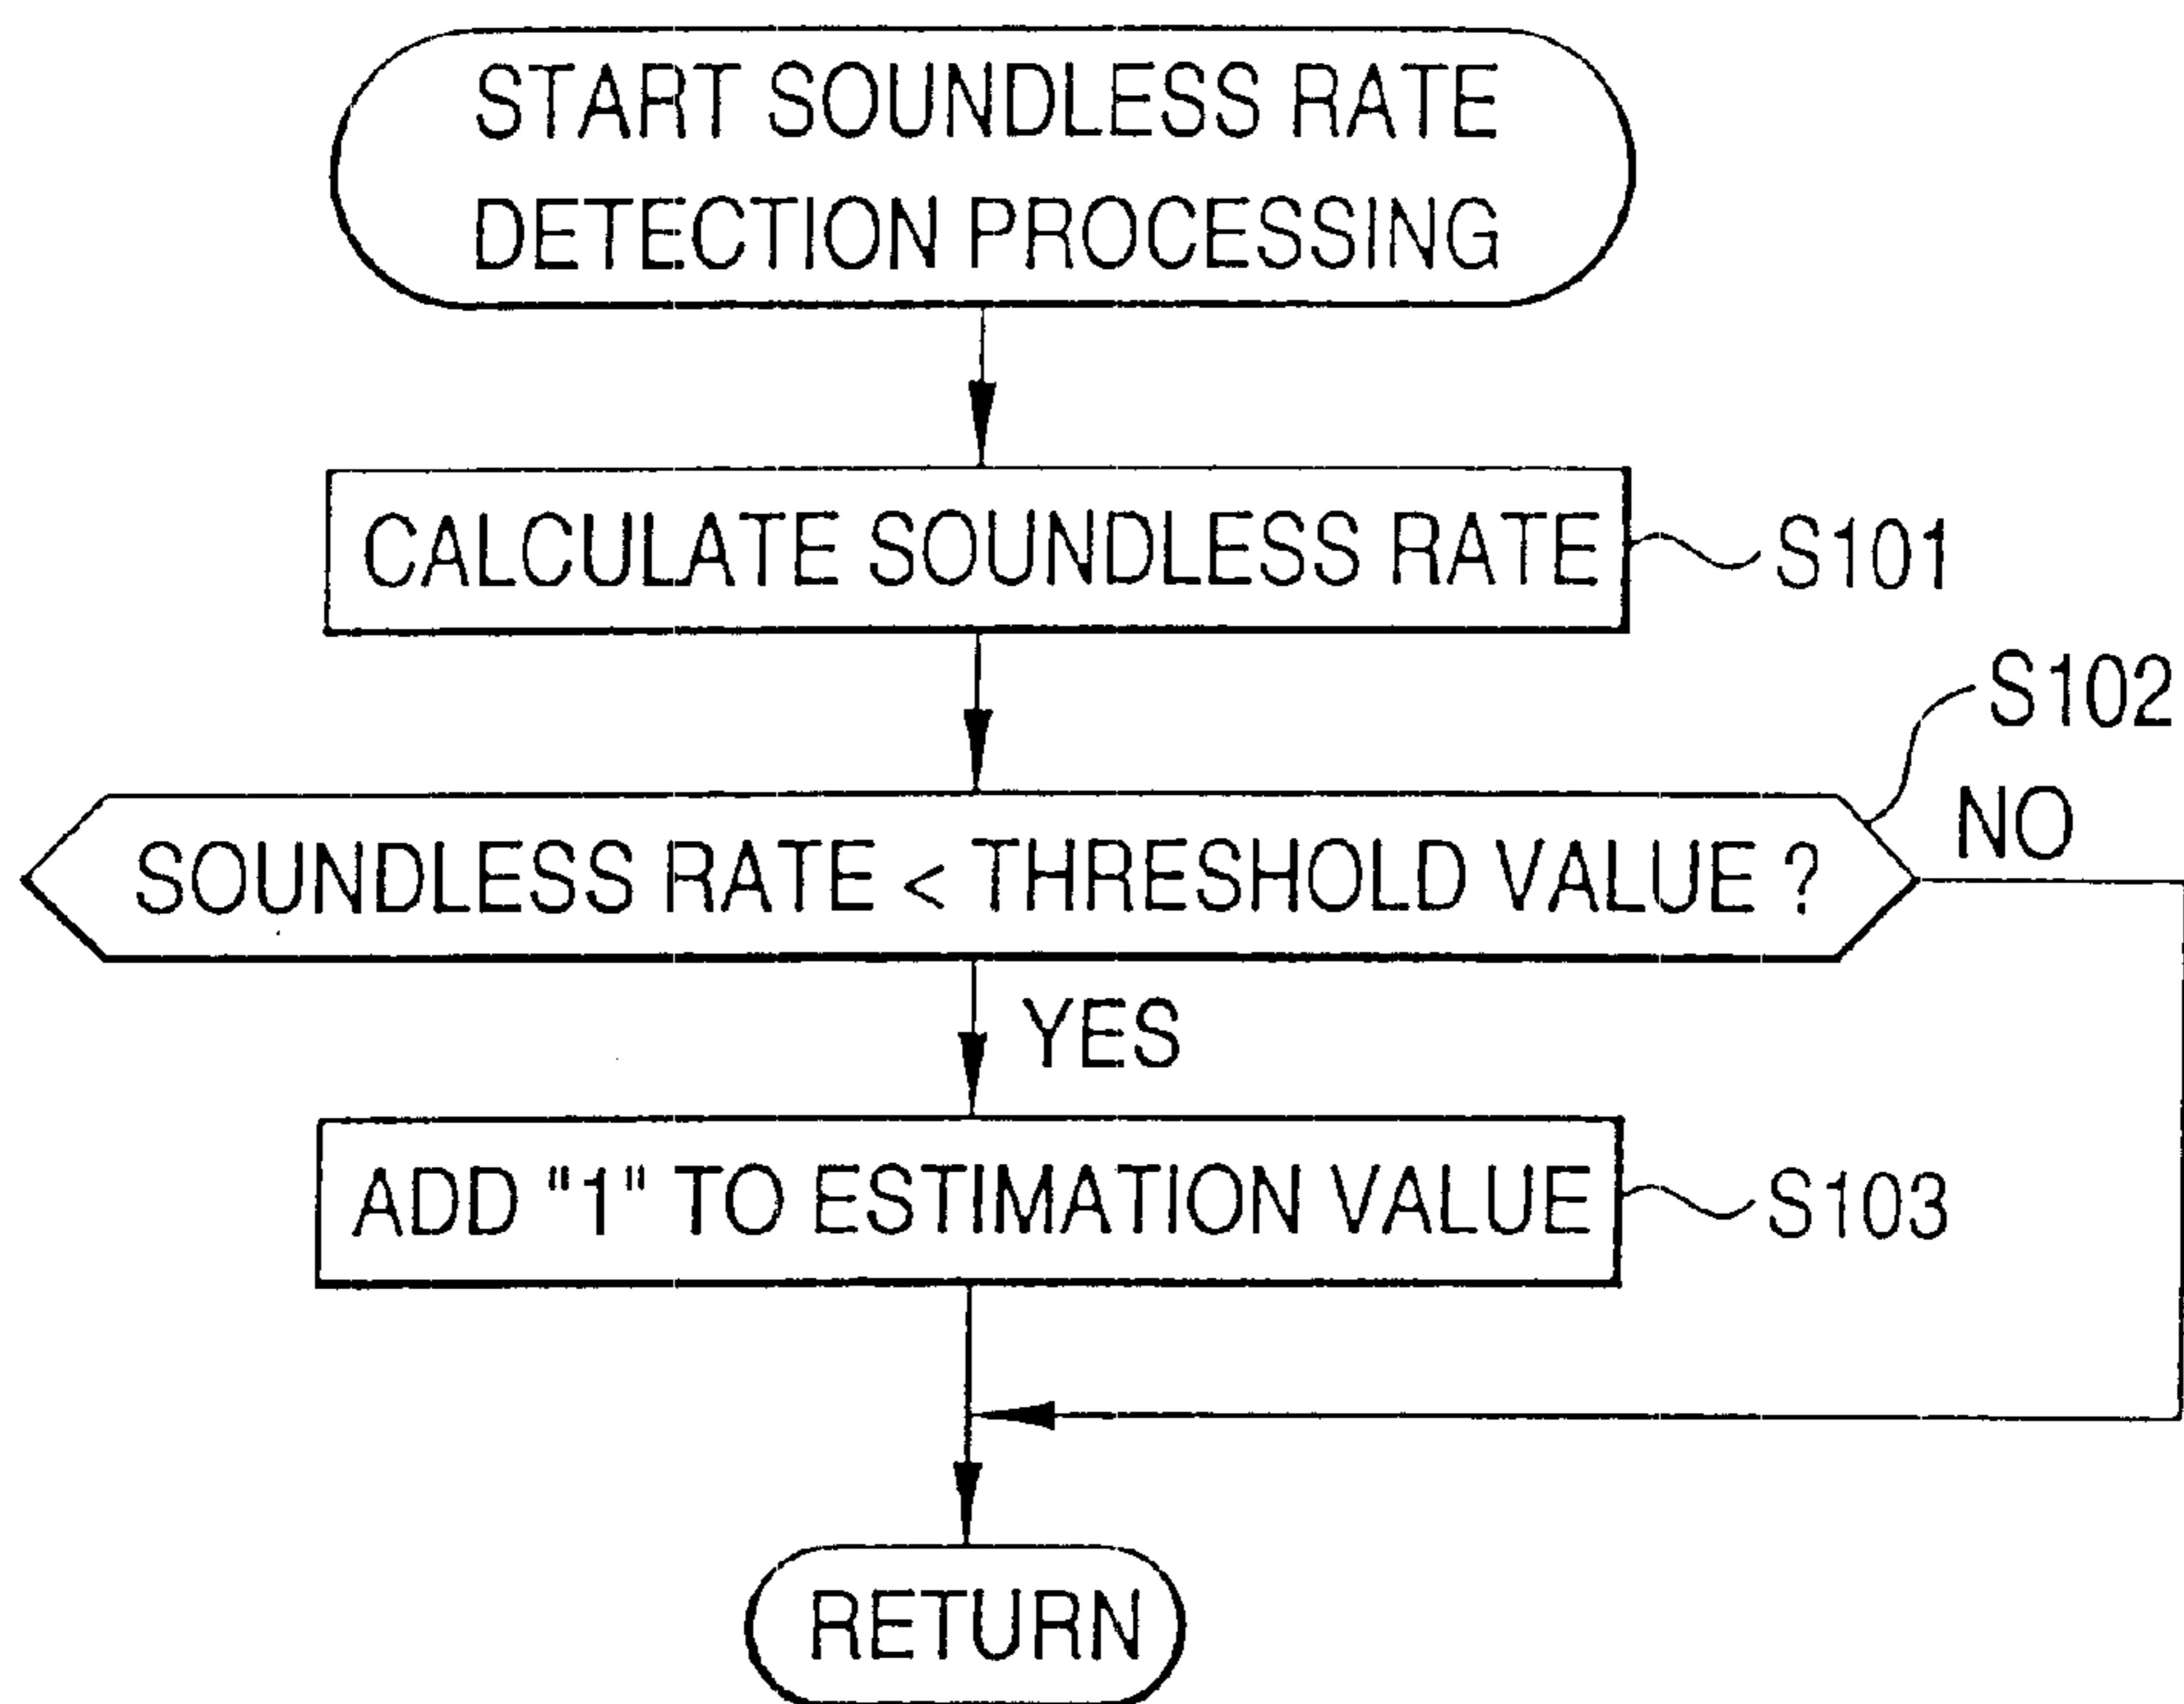 START SOUNDLESS RATE
DETECTION PROCESSING
CALCULATE SOUNDLESS RATE
S101
S102
SOUNDLESS RATE < THRESHOLD VALUE ?
NO
YES
ADD "1" TO ESTIMATION VALUE
S103
RETURN